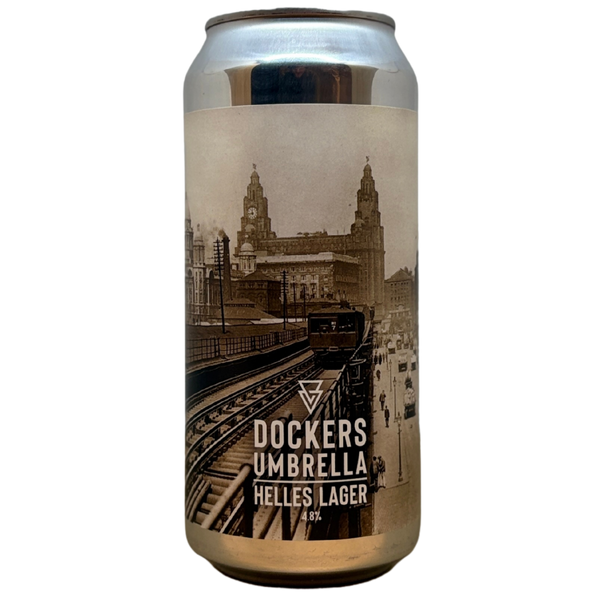 DOCKERS
UMBRELLA
HELLES LAGER
4.8%